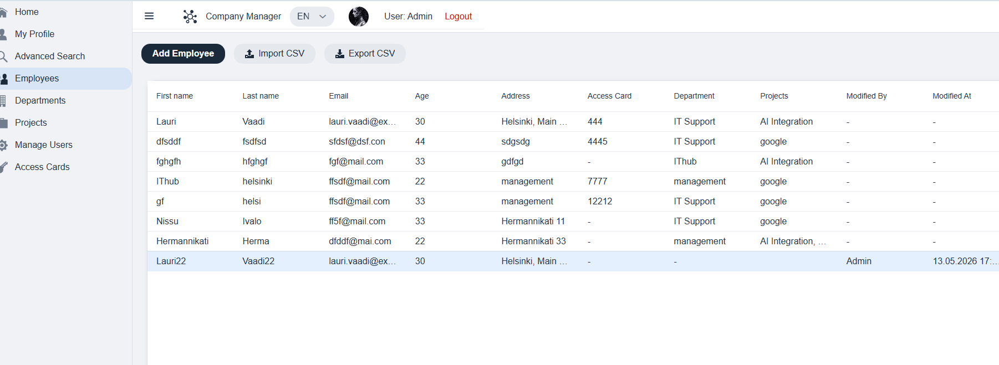 Home
My Profile
Advanced Search
Employees
Departments
Projects
Manage Users
Access Cards
Company Manager EN User: Admin Logout
Add Employee Import CSV Export CSV
First name Last name Email Age Address Access Card Department Projects Modified By Modified At
Lauri Vaadi lauri.vaadi@ex... 30 Helsinki, Main ... 444 IT Support AI Integration - -
dfsddf fsdfsd sfdsf@dsf.con 44 sdgsdg 4445 IT Support google - -
fghgfh hfghgf fgf@mail.com 33 gdfgd - IThub AI Integration - -
IThub helsinki ffsdf@mail.com 22 management 7777 management google - -
gf helsi ffsdf@mail.com 33 management 12212 IT Support google - -
Nissu Ivalo ff5f@mail.com 33 Hermannikati 11 - IT Support google - -
Hermannikati Herma dfddf@mai.com 22 Hermannikati 33 - management AI Integration, ... - -
Lauri22 Vaadi22 lauri.vaadi@ex... 30 Helsinki, Main ... - - Admin 13.05.2026 17:...